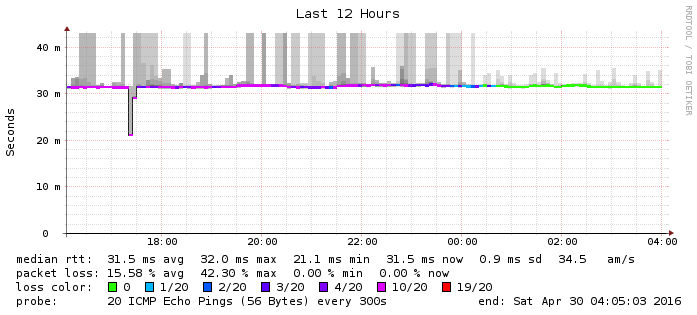 Last 12 Hours
RRDTOOL / TOBI OETIKER
Seconds
40 m
30 m
20 m
10 m
0
18:00 20:00 22:00 00:00 02:00 04:00
median rtt: 31.5 ms avg 32.0 ms max 21.1 ms min 31.5 ms now 0.9 ms sd 34.5 am/s
packet loss: 15.58 % avg 42.30 % max 0.00 % min 0.00 % now
loss color: 0 1/20 2/20 3/20 4/20 10/20 19/20
probe: 20 ICMP Echo Pings (56 Bytes) every 300s end: Sat Apr 30 04:05:03 2016